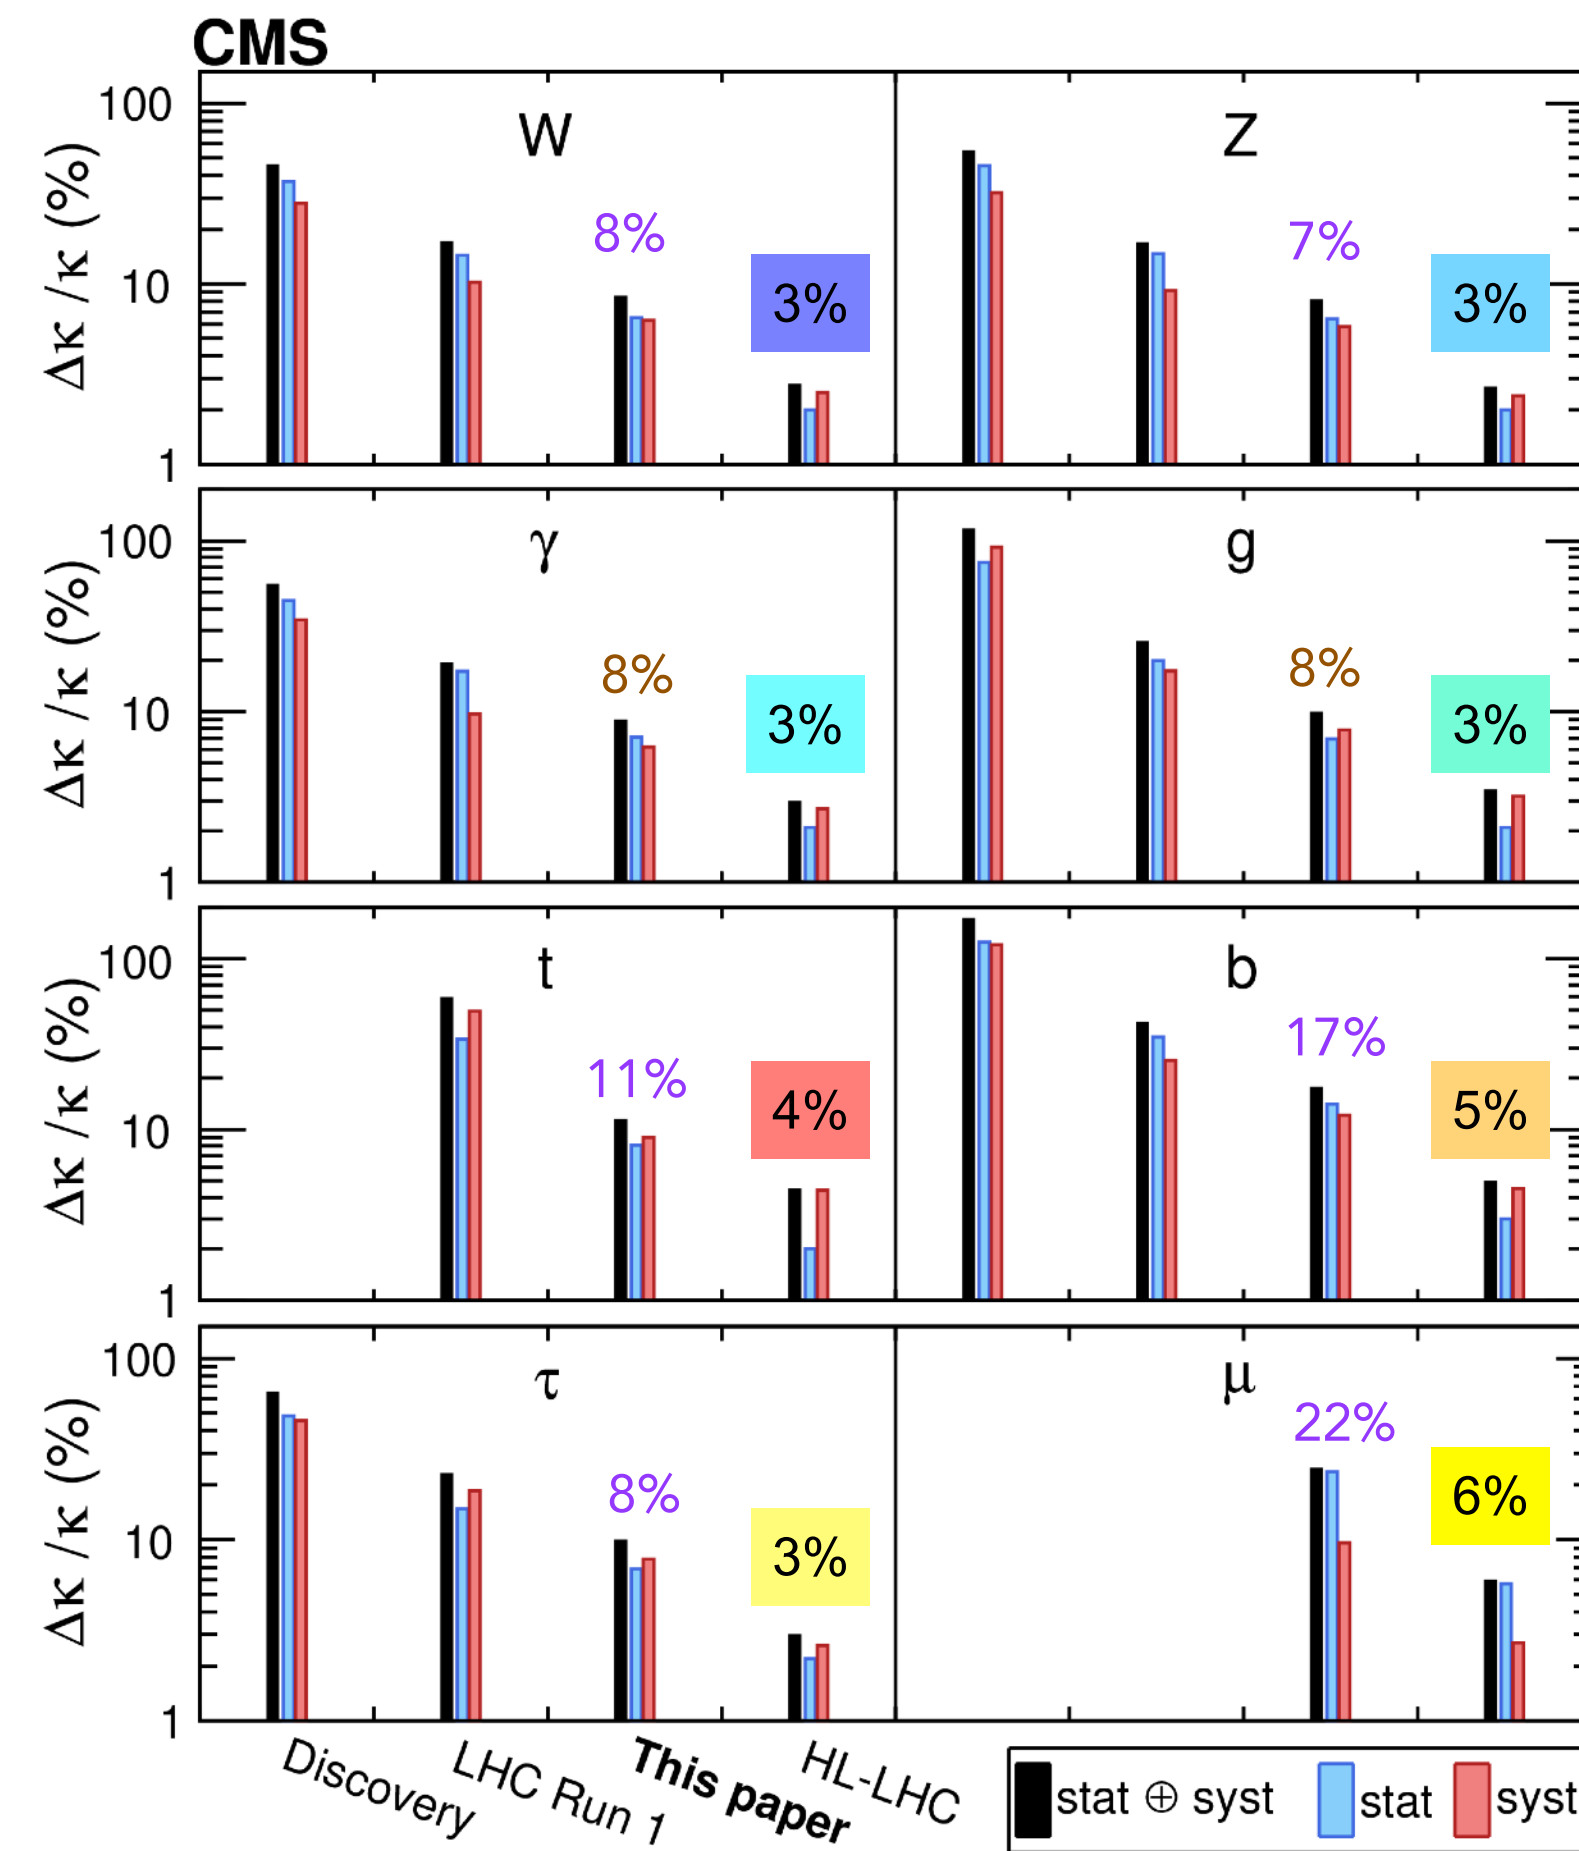 CMS
Δκ /κ (%)
100
10
1
W
8%
3%
Z
7%
3%
Δκ /κ (%)
100
10
1
γ
8%
3%
g
8%
3%
Δκ /κ (%)
100
10
1
t
11%
4%
b
17%
5%
Δκ /κ (%)
100
10
1
τ
8%
3%
μ
22%
6%
Discovery
LHC Run 1
This paper
HL-LHC
stat ⊕ syst
stat
syst